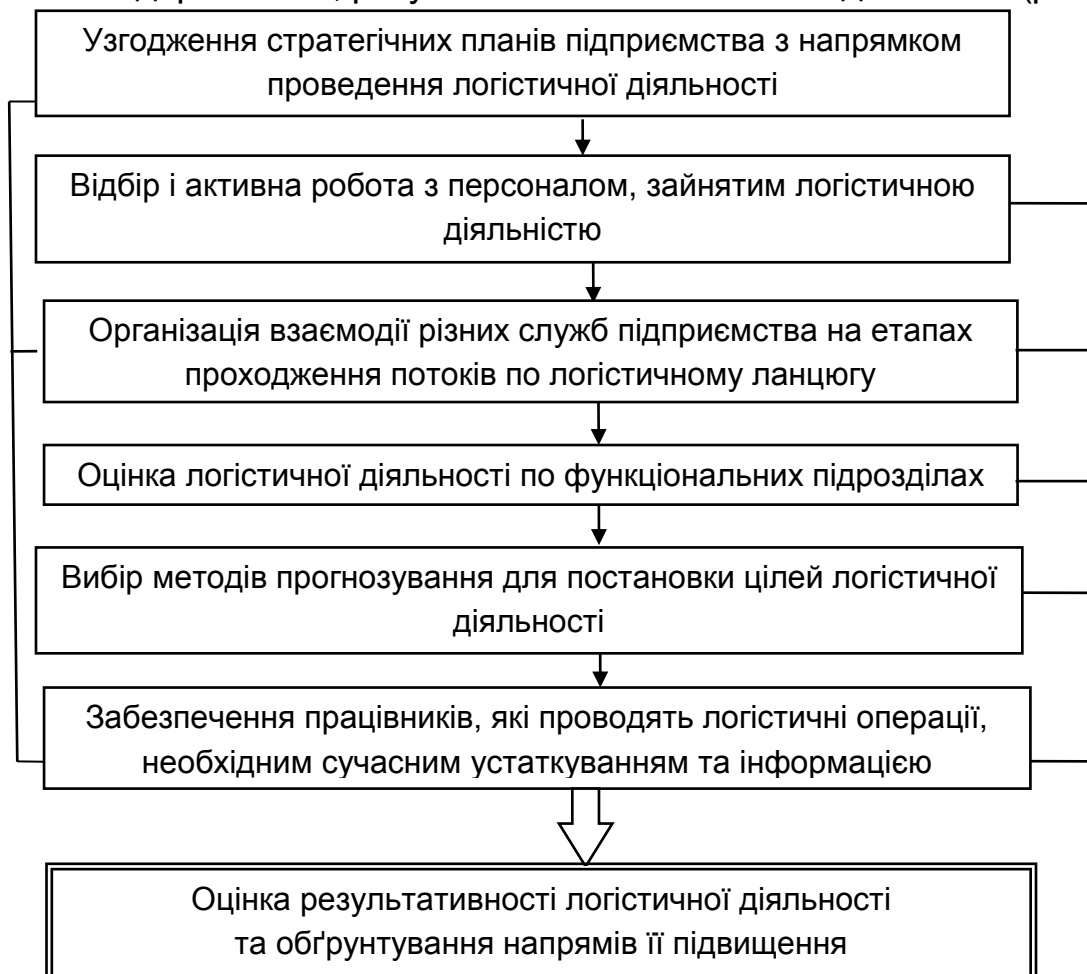 Узгодження стратегічних планів підприємства з напрямком
проведення логістичної діяльності
Відбір і активна робота з персоналом, зайнятим логістичною
діяльністю
Організація взаємодії різних служб підприємства на етапах
проходження потоків по логістичному ланцюгу
Оцінка логістичної діяльності по функціональних підрозділах
Вибір методів прогнозування для постановки цілей логістичної
діяльності
Забезпечення працівників, які проводять логістичні операції,
необхідним сучасним устаткуванням та інформацією
Оцінка результативності логістичної діяльності
та обґрунтування напрямів її підвищення